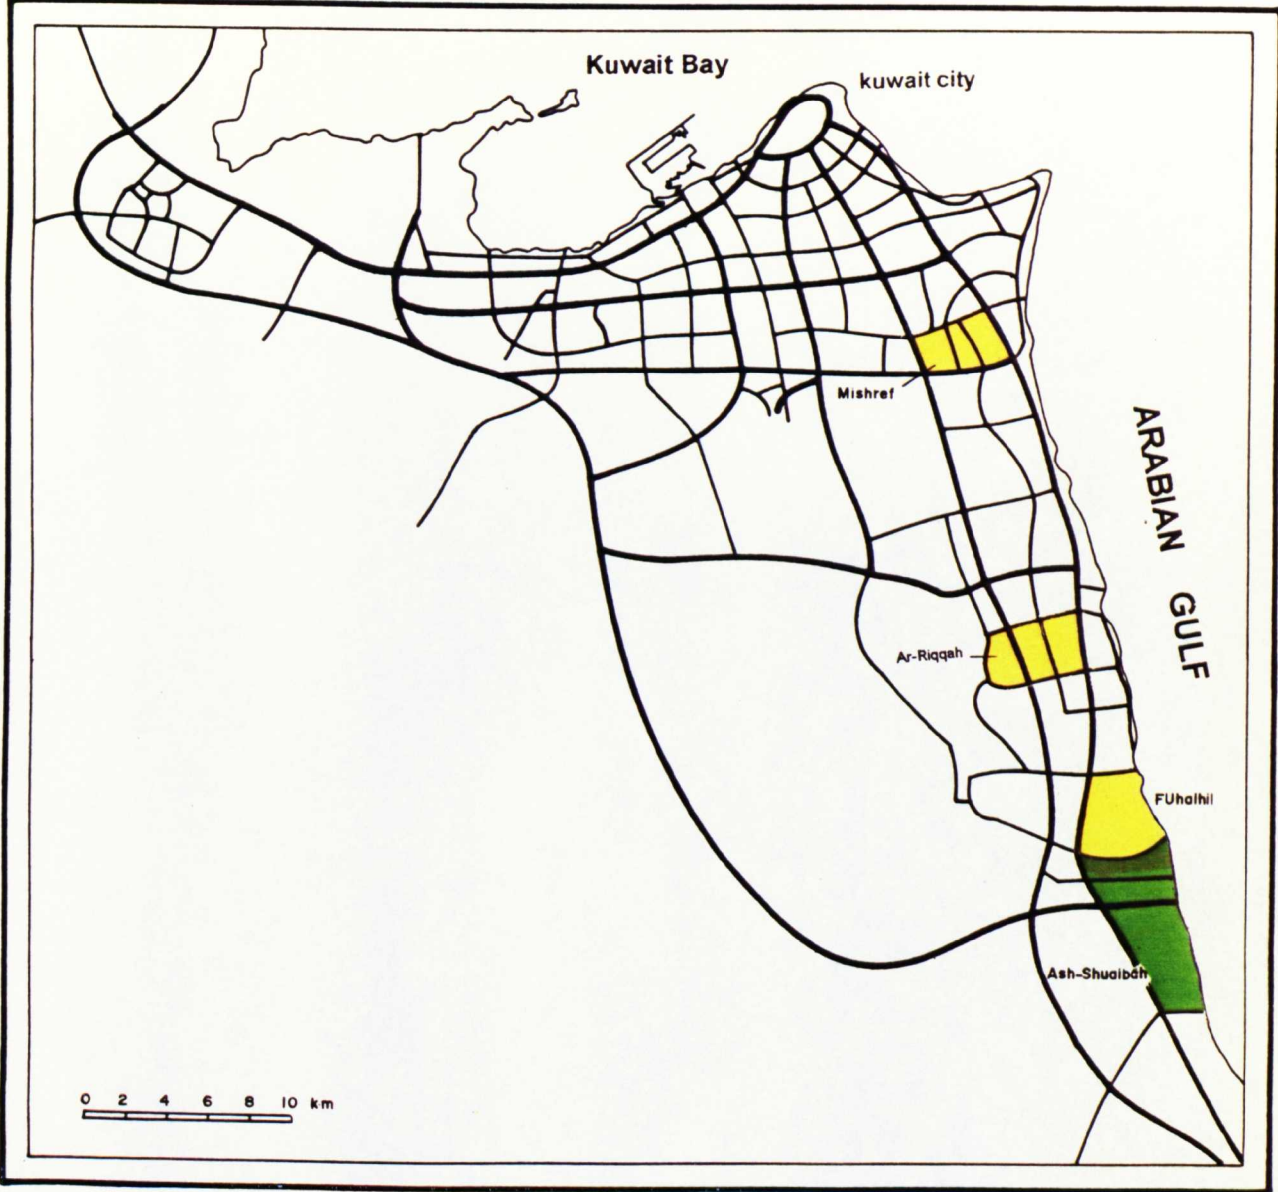 Kuwait Bay
kuwait city
Mishref
ARABIAN GULF
Ar-Riqqah
FUhalhil
Ash-Shuaibah
0 2 4 6 8 10 km